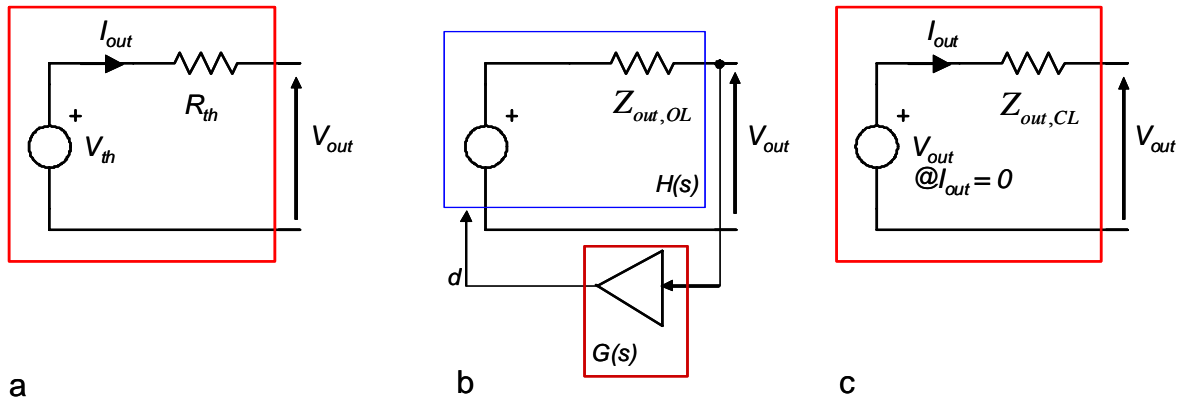 I_out
R_th
+
V_th
V_out
a
Z_out,OL
+
V_out
H(s)
d
G(s)
b
I_out
Z_out,CL
+
V_out
@I_out = 0
V_out
c